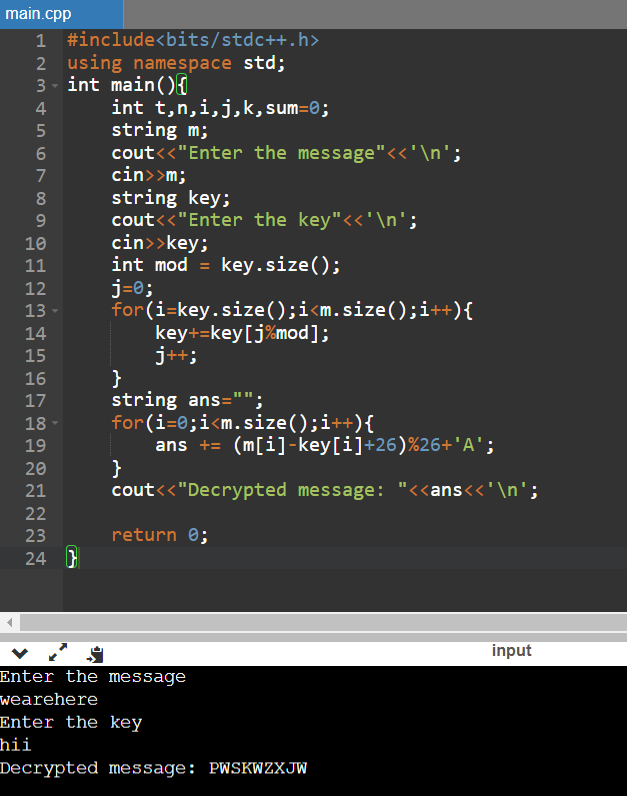 main.cpp
1 #include<bits/stdc++.h>
2 using namespace std;
3 int main(){
4     int t,n,i,j,k,sum=0;
5     string m;
6     cout<<"Enter the message"<<'\n';
7     cin>>m;
8     string key;
9     cout<<"Enter the key"<<'\n';
10     cin>>key;
11     int mod = key.size();
12     j=0;
13     for(i=key.size();i<m.size();i++){
14         key+=key[j%mod];
15         j++;
16     }
17     string ans="";
18     for(i=0;i<m.size();i++){
19         ans += (m[i]-key[i]+26)%26+'A';
20     }
21     cout<<"Decrypted message: "<<ans<<'\n';
22
23     return 0;
24 }
input
Enter the message
wearehere
Enter the key
hii
Decrypted message: PWSKWZXJW